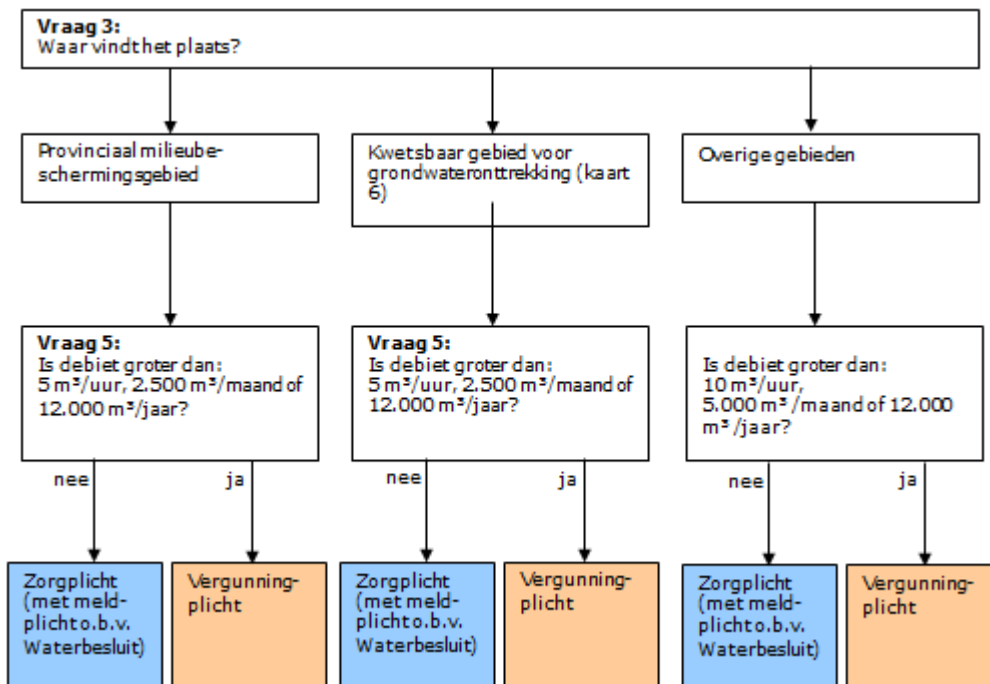 Vraag 3:
Waar vindt het plaats?
Provinciaal milieube-
schermingsgebied
Kwetsbaar gebied voor
grondwateronttrekking (kaart
6)
Overige gebieden
Vraag 5:
Is debiet groter dan:
5 m³/uur, 2.500 m³/maand of
12.000 m³/jaar?
Vraag 5:
Is debiet groter dan:
5 m³/uur, 2.500 m³/maand of
12.000 m³/jaar?
Is debiet groter dan:
10 m³/uur,
5.000 m³/maand of 12.000
m³/jaar?
nee
ja
nee
ja
nee
ja
Zorgplicht
(met meld-
plicht o.b.v.
Waterbesluit)
Vergunning-
plicht
Zorgplicht
(met meld-
plicht o.b.v.
Waterbesluit)
Vergunning-
plicht
Zorgplicht
(met meld-
plicht o.b.v.
Waterbesluit)
Vergunning-
plicht